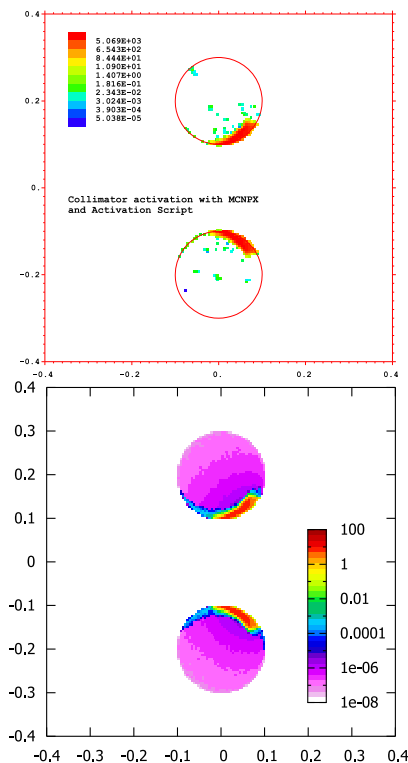 5.069E+03
6.543E+02
8.444E+01
1.090E+01
1.407E+00
1.816E-01
2.343E-02
3.024E-03
3.903E-04
5.038E-05
0.4
0.2
0.
-0.2
-0.4
Collimator activation with MCNPX
and Activation Script
-0.4
-0.2
0.
0.2
0.4
0.4
0.3
0.2
0.1
0
-0.1
-0.2
-0.3
-0.4
100
1
0.01
0.0001
1e-06
1e-08
-0.4 -0.3 -0.2 -0.1 0 0.1 0.2 0.3 0.4